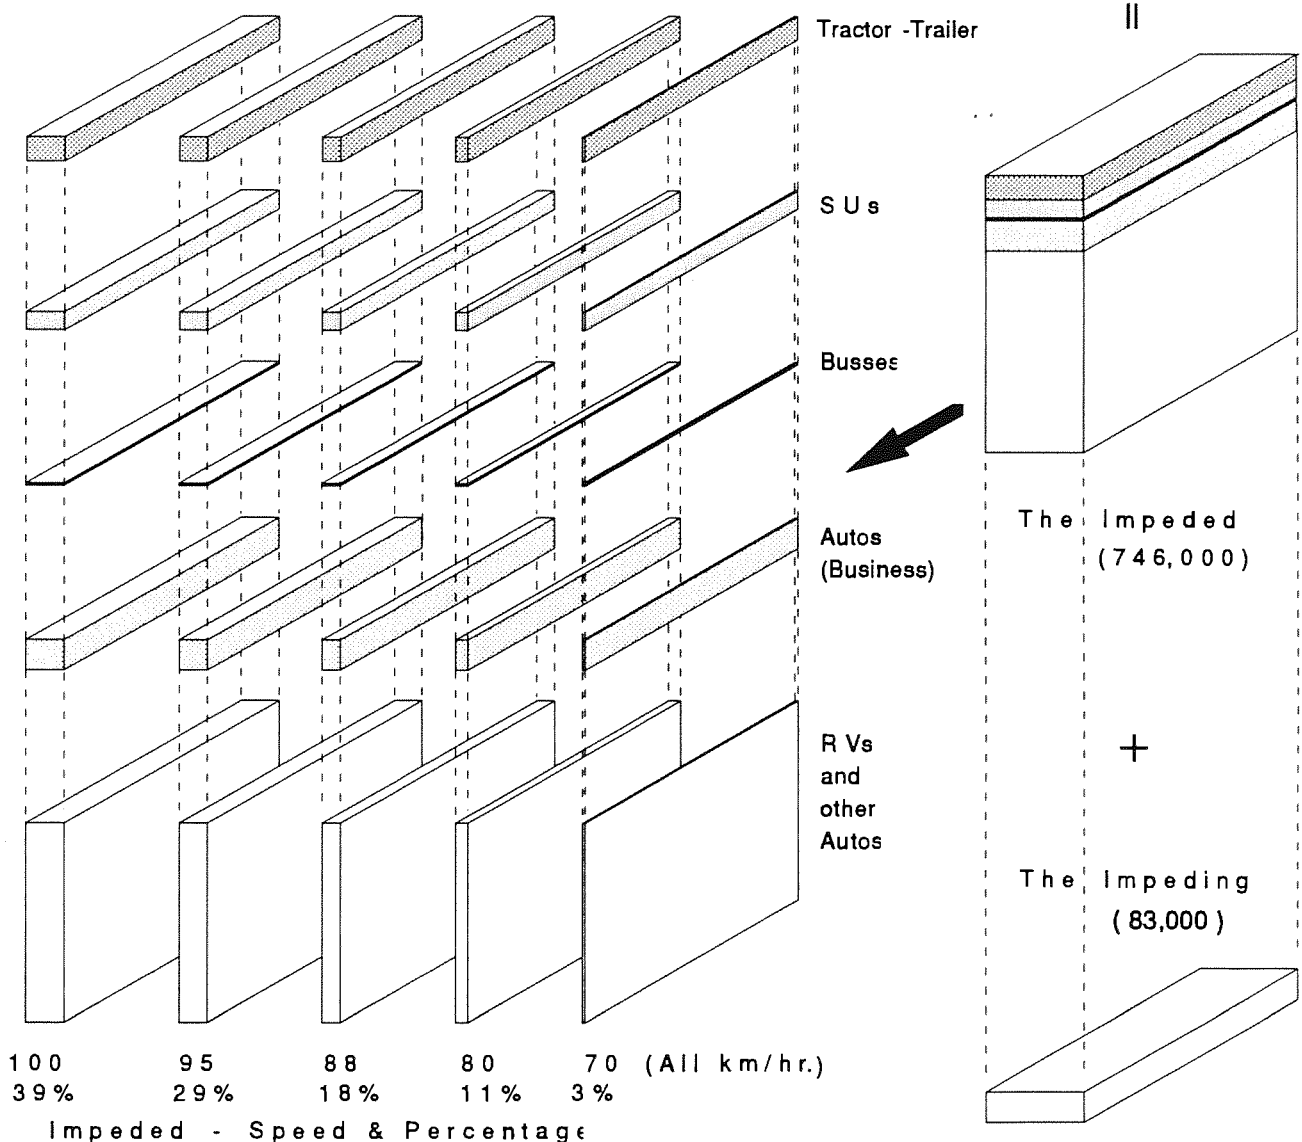 Tractor -Trailer
S U s
Busses
Autos
(Business)
R Vs
and
other
Autos
The Impeded
(746,000)
+
The Impeding
(83,000)
100 95 88 80 70 (All km/hr.)
39% 29% 18% 11% 3%
Impeded - Speed & Percentage